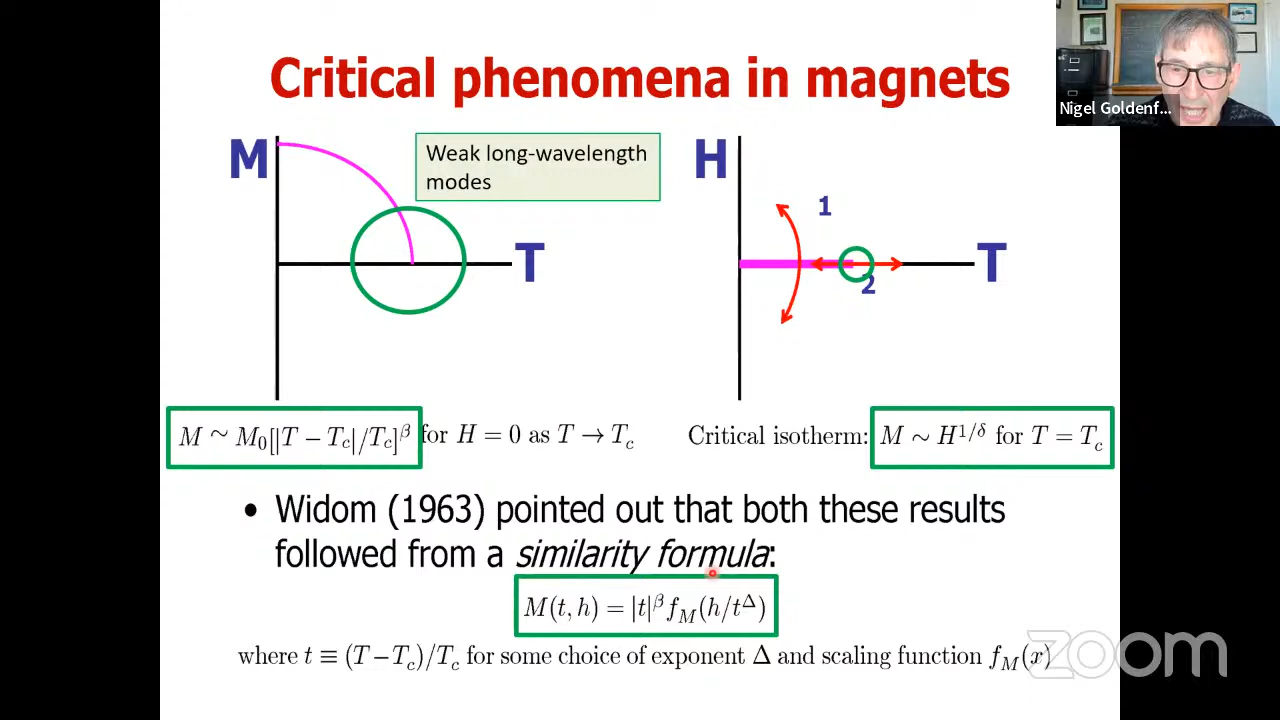 Critical phenomena in magnets
Nigel Goldenf...
M
Weak long-wavelength
modes
T
H
1
2
T
M ∼ M₀[|T − T_c|/T_c]^β for H = 0 as T → T_c
Critical isotherm: M ∼ H^{1/δ} for T = T_c
• Widom (1963) pointed out that both these results
followed from a similarity formula:
M(t, h) = |t|^β f_M(h/t^Δ)
where t ≡ (T − T_c)/T_c for some choice of exponent Δ and scaling function f_M(x)
zoom